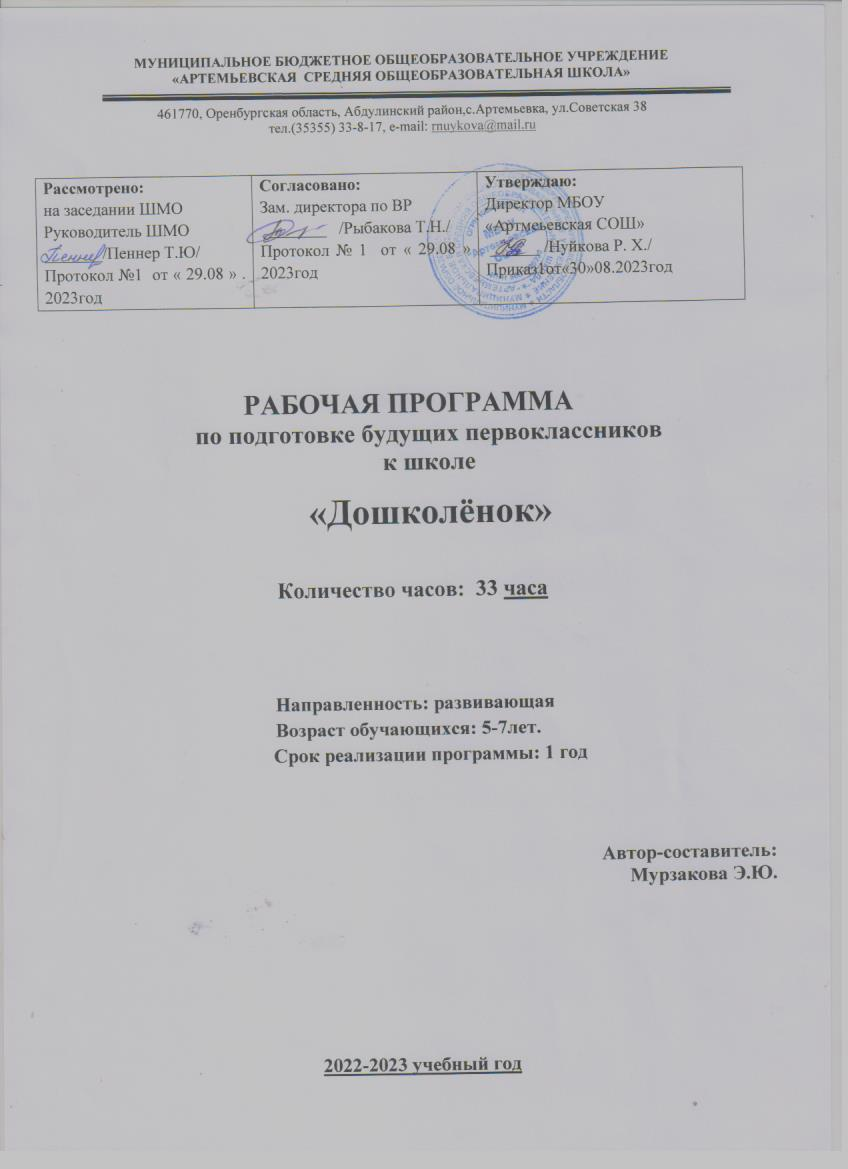 МУНИЦИПАЛЬНОЕ БЮДЖЕТНОЕ ОБЩЕОБРАЗОВАТЕЛЬНОЕ УЧРЕЖДЕНИЕ
«АРТЕМЬЕВСКАЯ СРЕДНЯЯ ОБЩЕОБРАЗОВАТЕЛЬНАЯ ШКОЛА»
461770, Оренбургская область, Абдулинский район,с.Артемьевка, ул.Советская 38
тел.(35355) 33-8-17, e-mail: rnuykova@mail.ru
Рассмотрено:
на заседании ШМО
Руководитель ШМО
Пеннер/Пеннер Т.Ю/
Протокол №1 от « 29.08 » .
2023год
Согласовано:
Зам. директора по ВР
/Рыбакова Т.Н./
Протокол № 1 от « 29.08 »
2023год
Утверждаю:
Директор МБОУ
«Артмеьевская СОШ»
/Нуйкова Р. Х./
Приказ1от«30»08.2023год
РАБОЧАЯ ПРОГРАММА
по подготовке будущих первоклассников
к школе
«Дошколёнок»
Количество часов: 33 часа
Направленность: развивающая
Возраст обучающихся: 5-7лет.
Срок реализации программы: 1 год
Автор-составитель:
Мурзакова Э.Ю.
2022-2023 учебный год